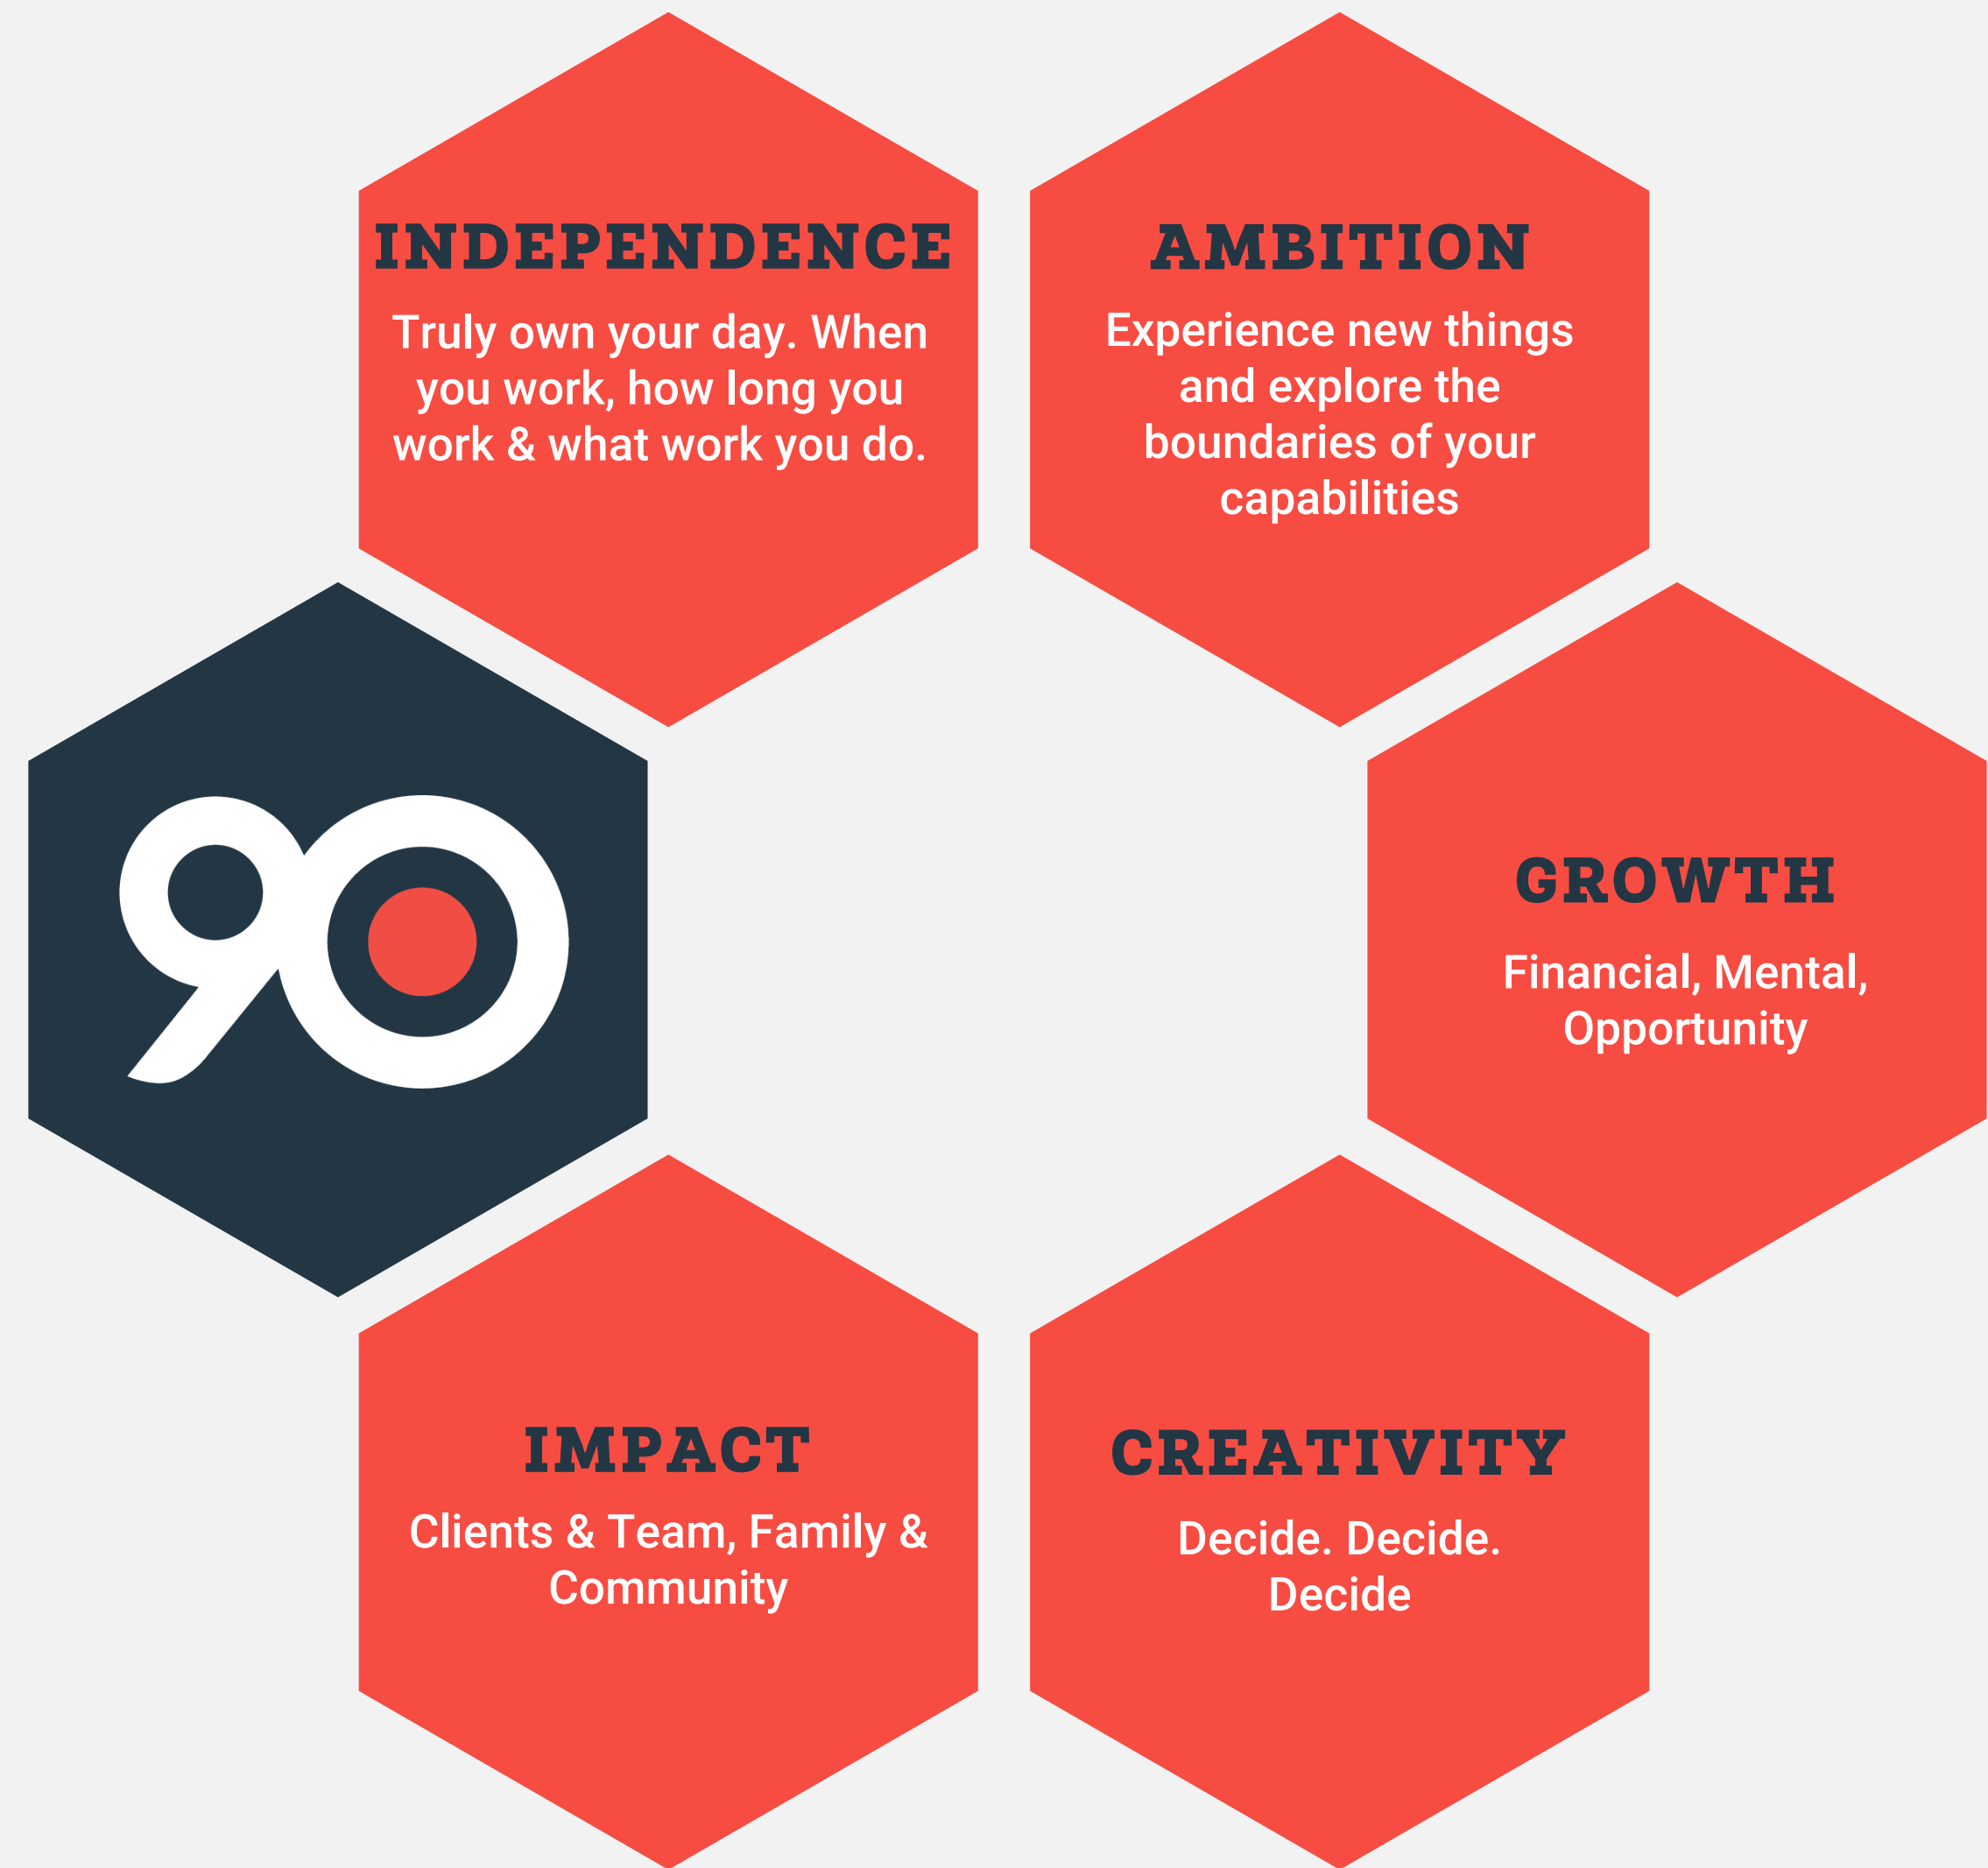 INDEPENDENCE
Truly own your day. When
you work, how long you
work & what work you do.
AMBITION
Experience new things
and explore the
boundaries of your
capabilities
90
GROWTH
Financial, Mental,
Opportunity
IMPACT
Clients & Team, Family &
Community
CREATIVITY
Decide. Decide.
Decide